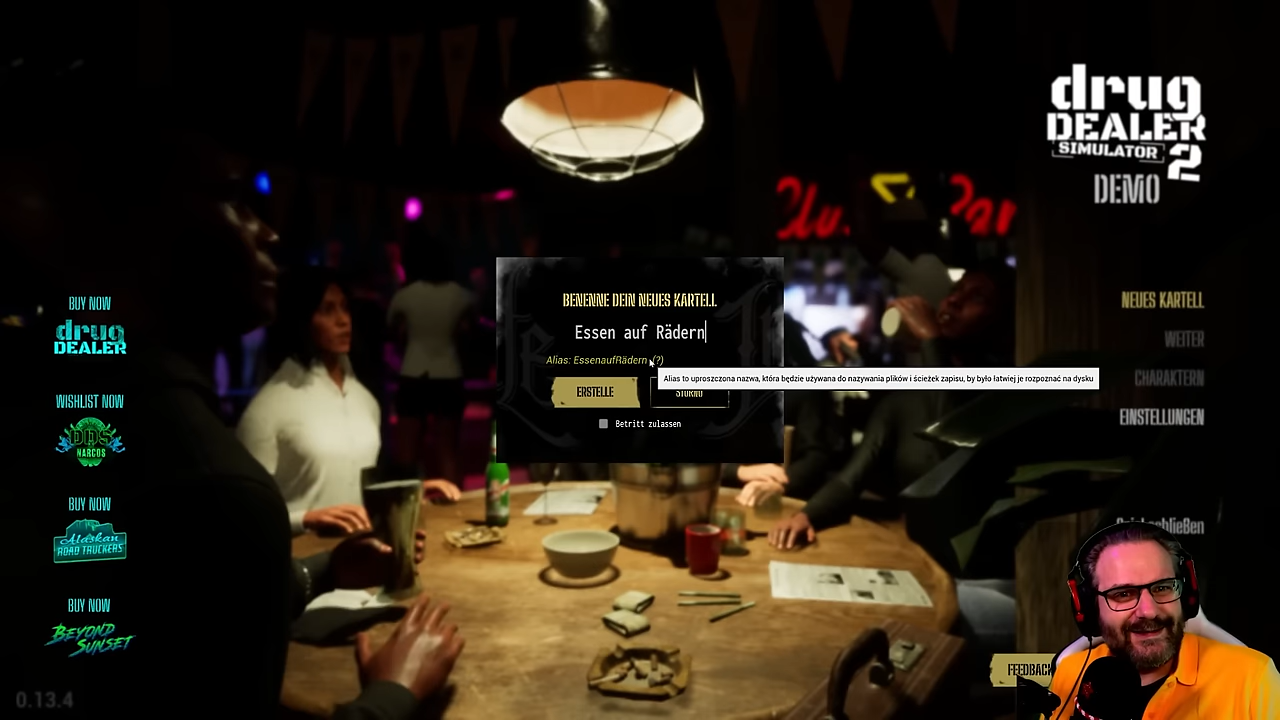 drug
DEALER
SIMULATOR 2
DEMO
BUY NOW
drug
DEALER
WISHLIST NOW
DDS
NARCOS
BUY NOW
Alaskan
ROAD TRUCKERS
BUY NOW
BEYOND
SUNSET
0.13.4
BENENNE DEIN NEUES KARTELL
Essen auf Rädern
Alias: EssenaufRädern (?)
Alias to uproszczona nazwa, która będzie używana do nazywania plików i ścieżek zapisu, by było łatwiej je rozpoznać na dysku
ERSTELLE
STORNO
Betritt zulassen
NEUES KARTELL
WEITER
CHARAKTERN
EINSTELLUNGEN
FEEDBACK